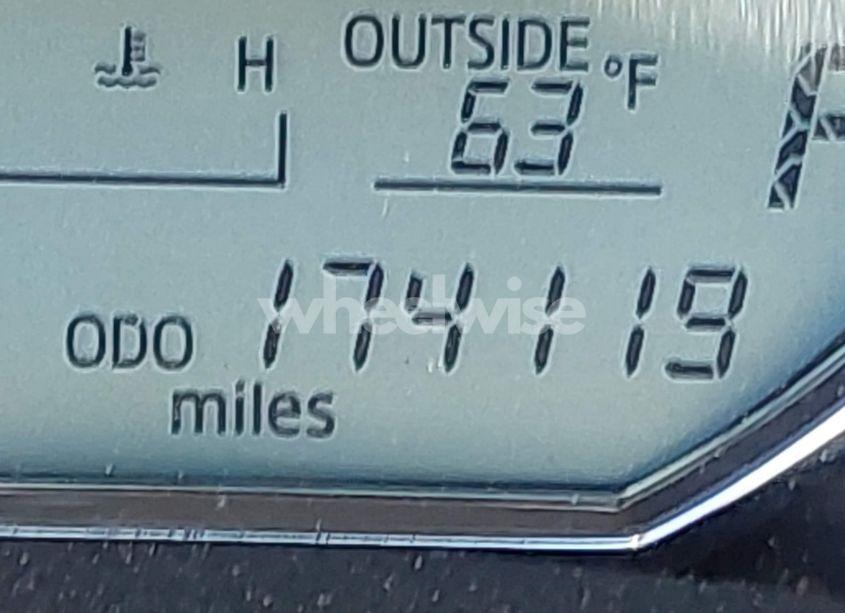 H OUTSIDE
63 °F
ODO 174119
miles
wheelwise